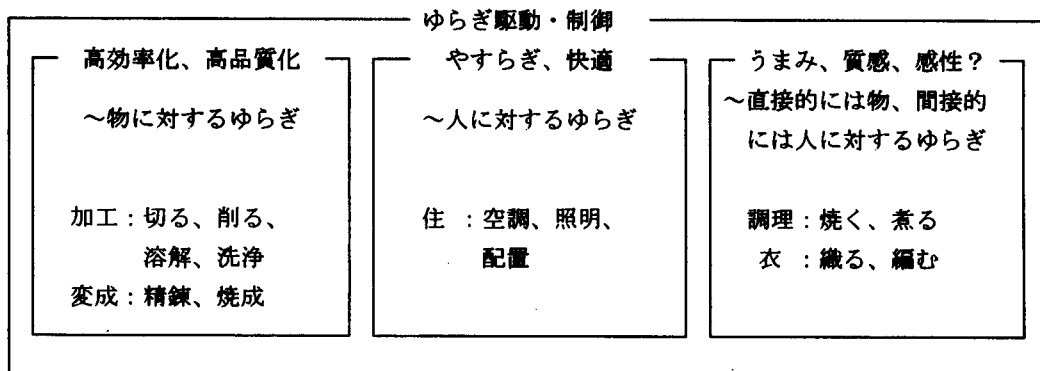 ゆらぎ駆動・制御
高効率化、高品質化
～物に対するゆらぎ
加工：切る、削る、
溶解、洗浄
変成：精錬、焼成
やすらぎ、快適
～人に対するゆらぎ
住　：空調、照明、
配置
うまみ、質感、感性？
～直接的には物、間接的
には人に対するゆらぎ
調理：焼く、煮る
衣　：織る、編む